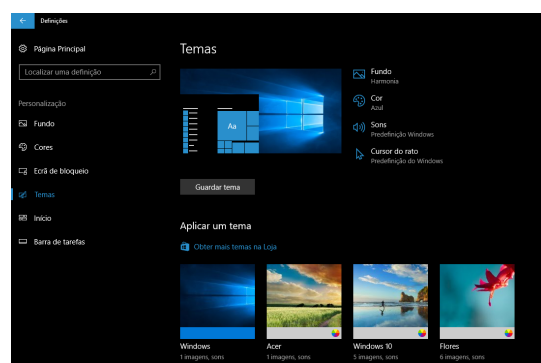 Definições
Página Principal
Localizar uma definição
Personalização
Fundo
Cores
Ecrã de bloqueio
Temas
Início
Barra de tarefas
Temas
Aa
Fundo
Harmonia
Cor
Azul
Sons
Predefinição Windows
Cursor do rato
Predefinição do Windows
Guardar tema
Aplicar um tema
Obter mais temas na Loja
Windows
1 imagens, sons
Acer
1 imagens, sons
Windows 10
5 imagens, sons
Flores
6 imagens, sons